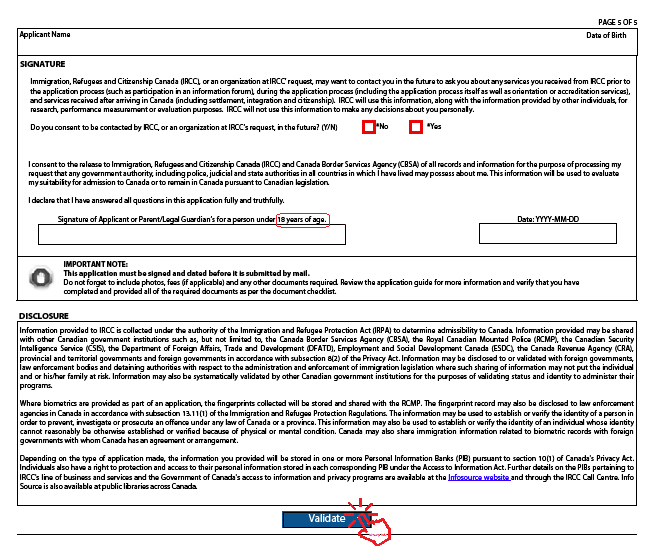 PAGE 5 OF 5
Applicant Name Date of Birth
SIGNATURE
Immigration, Refugees and Citizenship Canada (IRCC), or an organization at IRCC' request, may want to contact you in the future to ask you about any services you received from IRCC prior to
the application process (such as participation in an information forum), during the application process (including the application process itself as well as orientation or accreditation services),
and services received after arriving in Canada (including settlement, integration and citizenship). IRCC will use this information, along with the information provided by other individuals, for
research, performance measurement or evaluation purposes. IRCC will not use this information to make any decisions about you personally.
Do you consent to be contacted by IRCC, or an organization at IRCC's request, in the future? (Y/N) *No *Yes
I consent to the release to Immigration, Refugees and Citizenship Canada (IRCC) and Canada Border Services Agency (CBSA) of all records and information for the purpose of processing my
request that any government authority, including police, judicial and state authorities in all countries in which I have lived may possess about me. This information will be used to evaluate
my suitability for admission to Canada or to remain in Canada pursuant to Canadian legislation.
I declare that I have answered all questions in this application fully and truthfully.
Signature of Applicant or Parent/Legal Guardian's for a person under 18 years of age. Date: YYYY-MM-DD
IMPORTANT NOTE:
This application must be signed and dated before it is submitted by mail.
Do not forget to include photos, fees (if applicable) and any other documents required. Review the application guide for more information and verify that you have
completed and provided all of the required documents as per the document checklist.
DISCLOSURE
Information provided to IRCC is collected under the authority of the Immigration and Refugee Protection Act (IRPA) to determine admissibility to Canada. Information provided may be shared
with other Canadian government institutions such as, but not limited to, the Canada Border Services Agency (CBSA), the Royal Canadian Mounted Police (RCMP), the Canadian Security
Intelligence Service (CSIS), the Department of Foreign Affairs, Trade and Development (DFATD), Employment and Social Development Canada (ESDC), the Canada Revenue Agency (CRA),
provincial and territorial governments and foreign governments in accordance with subsection 8(2) of the Privacy Act. Information may be disclosed to or validated with foreign governments,
law enforcement bodies and detaining authorities with respect to the administration and enforcement of immigration legislation where such sharing of information may not put the individual
and or his/her family at risk. Information may also be systematically validated by other Canadian government institutions for the purposes of validating status and identity to administer their
programs.
Where biometrics are provided as part of an application, the fingerprints collected will be stored and shared with the RCMP. The fingerprint record may also be disclosed to law enforcement
agencies in Canada in accordance with subsection 13.11(1) of the Immigration and Refugee Protection Regulations. The information may be used to establish or verify the identity of a person in
order to prevent, investigate or prosecute an offence under any law of Canada or a province. This information may also be used to establish or verify the identity of an individual whose identity
cannot reasonably be otherwise established or verified because of physical or mental condition. Canada may also share immigration information related to biometric records with foreign
governments with whom Canada has an agreement or arrangement.
Depending on the type of application made, the information you provided will be stored in one or more Personal Information Banks (PIB) pursuant to section 10(1) of Canada's Privacy Act.
Individuals also have a right to protection and access to their personal information stored in each corresponding PIB under the Access to Information Act. Further details on the PIBs pertaining to
IRCC's line of business and services and the Government of Canada's access to information and privacy programs are available at the Infosource website and through the IRCC Call Centre. Info
Source is also available at public libraries across Canada.
Validate